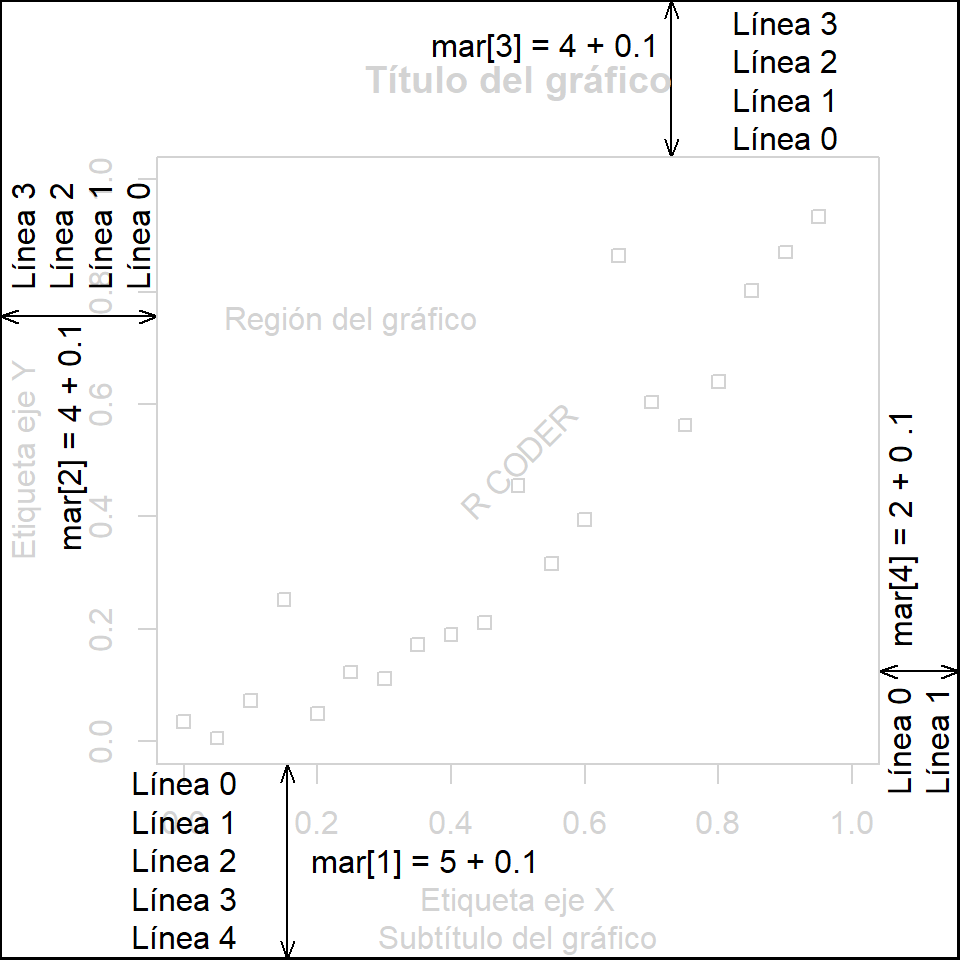 Línea 3
mar[3] = 4 + 0.1
Línea 2
Título del gráfico
Línea 1
Línea 0
Línea 3
Línea 2
Línea 1
Línea 0
1.0
0.8
0.6
0.4
0.2
0.0
Región del gráfico
mar[2] = 4 + 0.1
Etiqueta eje Y
R CODER
mar[4] = 2 + 0 .1
Línea 0
Línea 1
Línea 0
Línea 1
0.0
0.2
0.4
0.6
0.8
1.0
Línea 2
mar[1] = 5 + 0.1
Línea 3
Etiqueta eje X
Línea 4
Subtítulo del gráfico